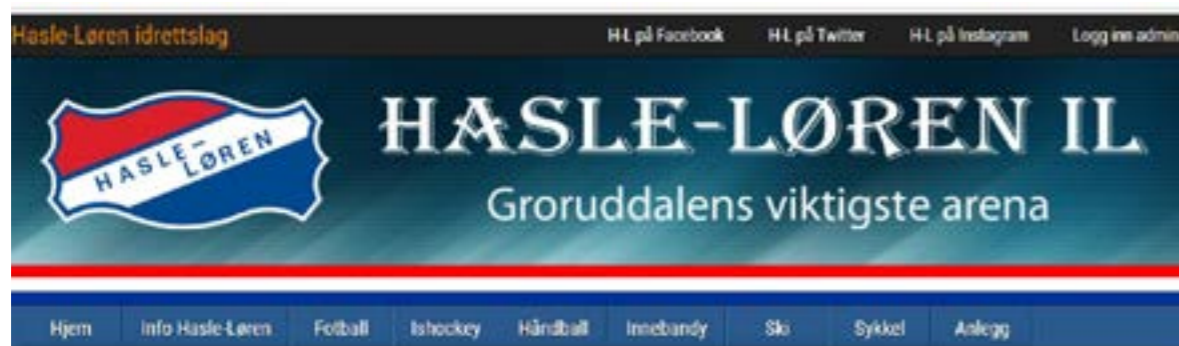 Hasle-Løren idrettslag H-L på Facebook H-L på Twitter H-L på Instagram Logg inn admin
HASLE-LØREN
HASLE-LØREN IL
Groruddalens viktigste arena
Hjem Info Hasle-Løren Fotball Ishockey Håndball Innebandy Ski Sykkel Anlegg